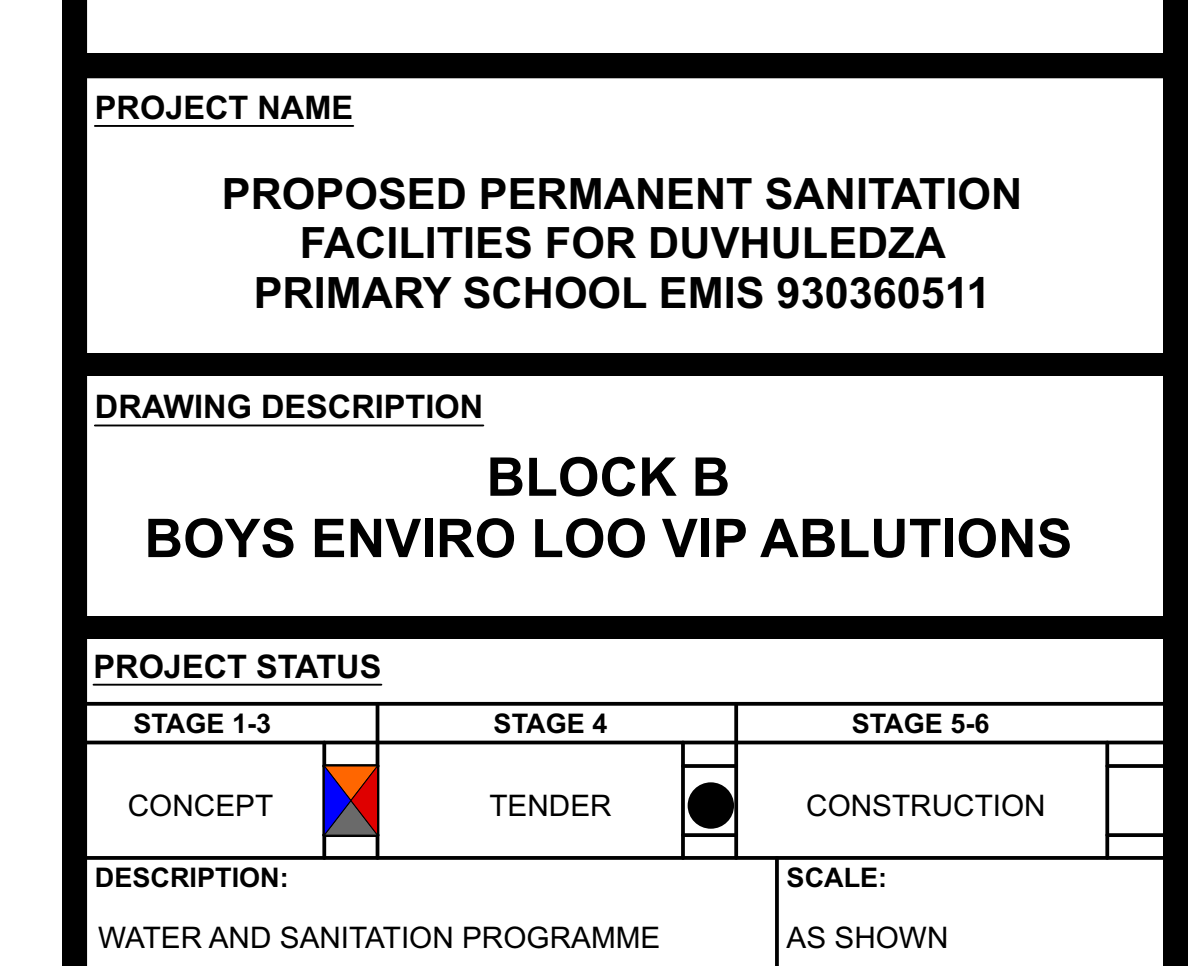 PROJECT NAME
PROPOSED PERMANENT SANITATION
FACILITIES FOR DUVHULEDZA
PRIMARY SCHOOL EMIS 930360511
DRAWING DESCRIPTION
BLOCK B
BOYS ENVIRO LOO VIP ABLUTIONS
PROJECT STATUS
STAGE 1-3 STAGE 4 STAGE 5-6
CONCEPT TENDER CONSTRUCTION
DESCRIPTION: SCALE:
WATER AND SANITATION PROGRAMME AS SHOWN